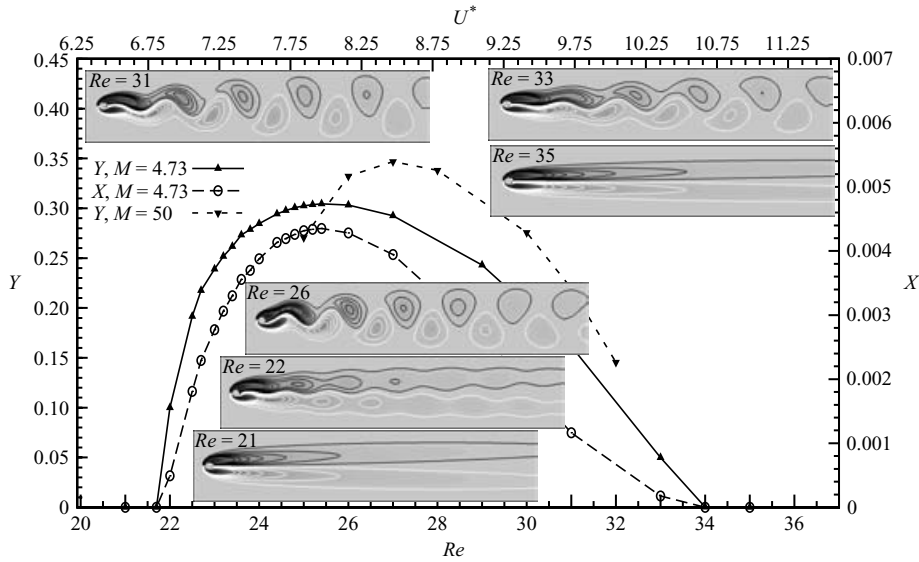 U*
6.25 6.75 7.25 7.75 8.25 8.75 9.25 9.75 10.25 10.75 11.25
0.45 0.007
Re = 31 Re = 33
0.40 0.006
Re = 35
0.35
Y, M = 4.73
X, M = 4.73 0.005
Y, M = 50
0.30
0.25 0.004
Y X
Re = 26
0.20 0.003
0.15
Re = 22
0.10 0.002
Re = 21
0.05 0.001
0 0
20 22 24 26 28 30 32 34 36
Re